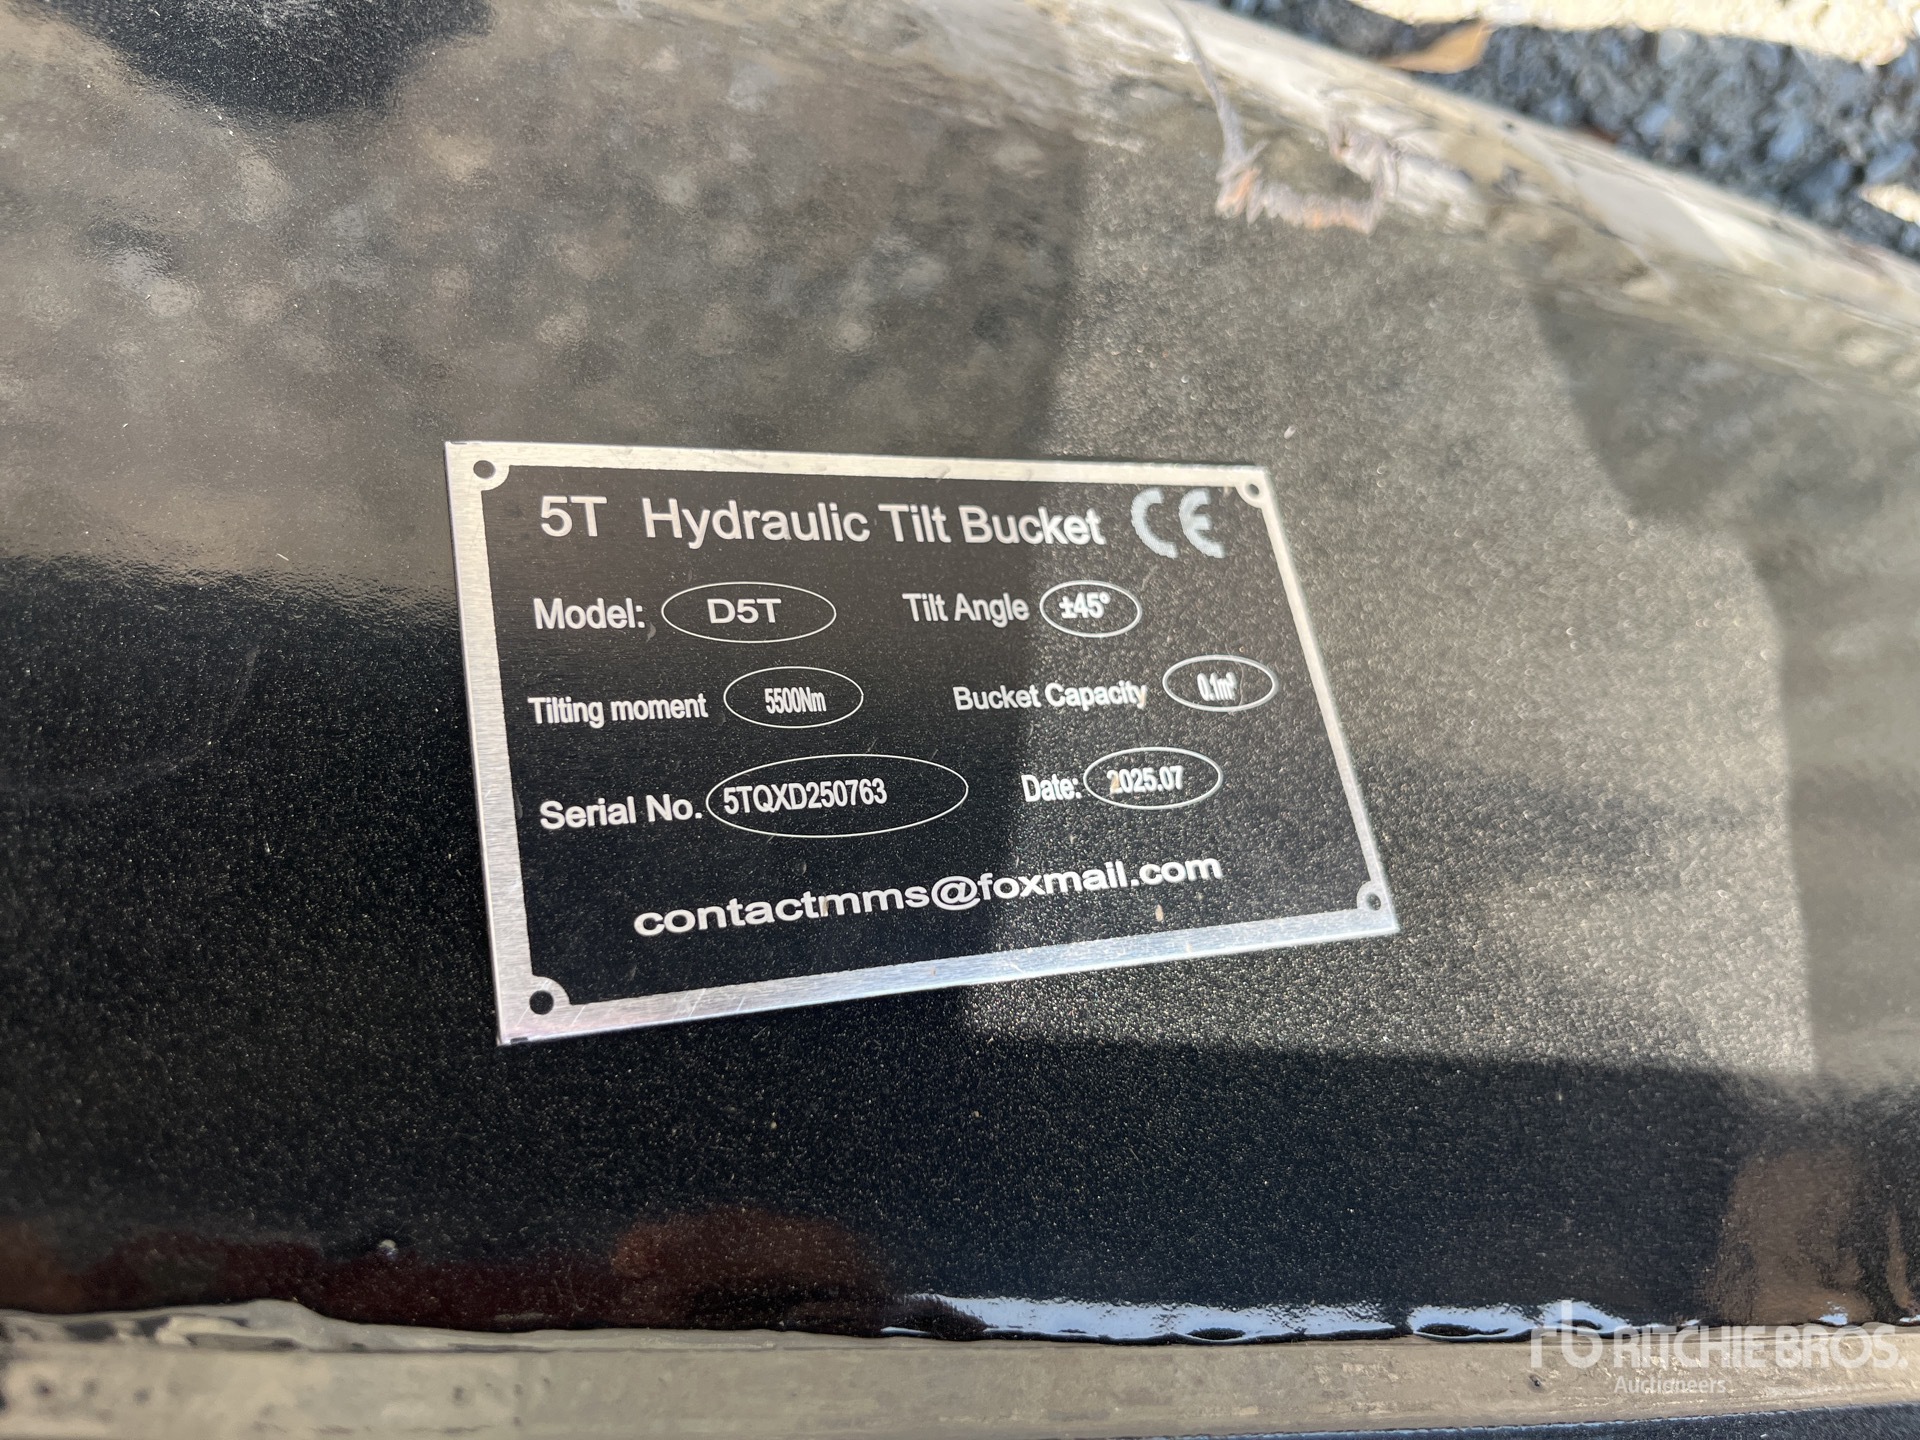 5T Hydraulic Tilt Bucket CE
Model: D5T Tilt Angle ±45°
Tilting moment 5500Nm Bucket Capacity 0.1m³
Serial No. 5TQXD250763 Date: 2025.07
contactmms@foxmail.com
rb RITCHIE BROS.
Auctioneers